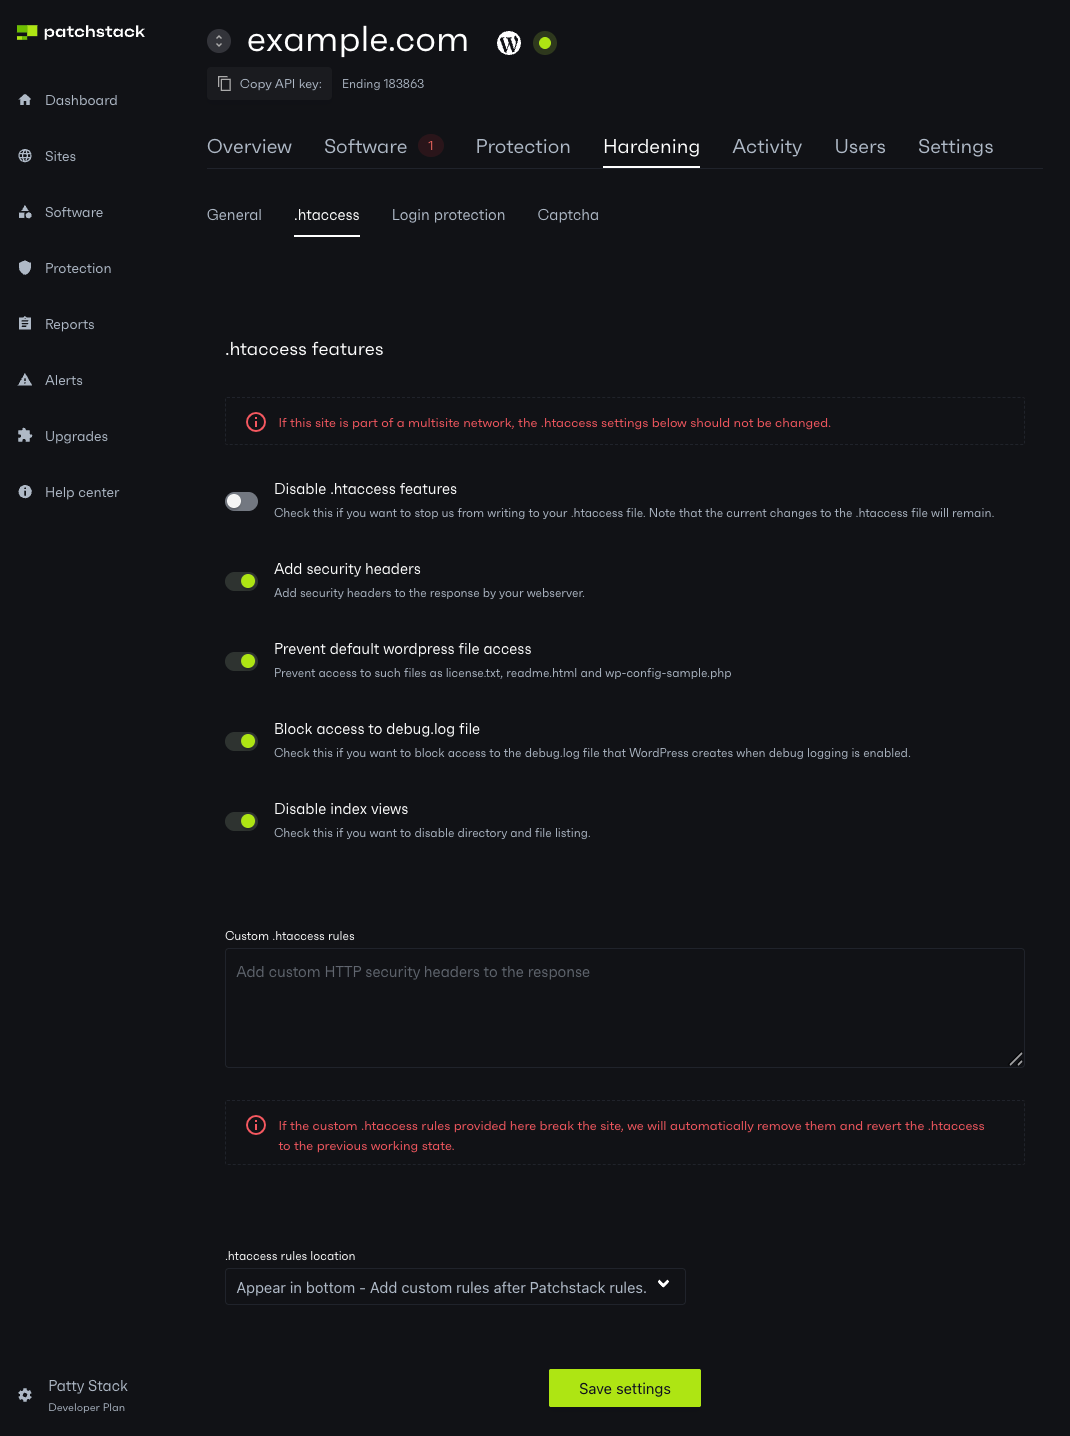 patchstack
example.com
Copy API key:
Ending 183863
Dashboard
Sites
Software
Protection
Reports
Alerts
Upgrades
Help center
Overview
Software 1
Protection
Hardening
Activity
Users
Settings
General
.htaccess
Login protection
Captcha
.htaccess features
If this site is part of a multisite network, the .htaccess settings below should not be changed.
Disable .htaccess features
Check this if you want to stop us from writing to your .htaccess file. Note that the current changes to the .htaccess file will remain.
Add security headers
Add security headers to the response by your webserver.
Prevent default wordpress file access
Prevent access to such files as license.txt, readme.html and wp-config-sample.php
Block access to debug.log file
Check this if you want to block access to the debug.log file that WordPress creates when debug logging is enabled.
Disable index views
Check this if you want to disable directory and file listing.
Custom .htaccess rules
Add custom HTTP security headers to the response
If the custom .htaccess rules provided here break the site, we will automatically remove them and revert the .htaccess
to the previous working state.
.htaccess rules location
Appear in bottom - Add custom rules after Patchstack rules.
Save settings
Patty Stack
Developer Plan